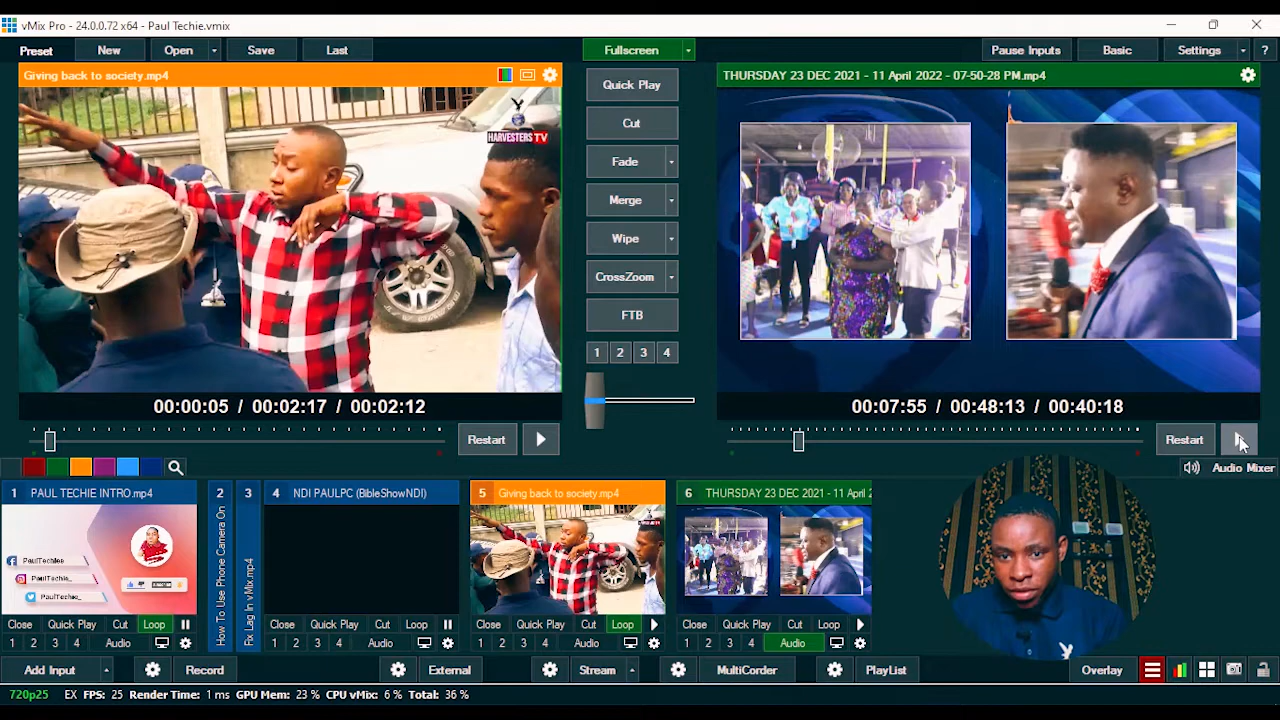 vMix Pro - 24.0.0.72 x64 - Paul Techie.vmix
Preset New Open Save Last Fullscreen Pause Inputs Basic Settings ?
Giving back to society.mp4
THURSDAY 23 DEC 2021 - 11 April 2022 - 07-50-28 PM.mp4
HARVESTERS TV
Quick Play
Cut
Fade
Merge
Wipe
CrossZoom
FTB
1 2 3 4
00:00:05 / 00:02:17 / 00:02:12
00:07:55 / 00:48:13 / 00:40:18
Restart
Restart
Audio Mixer
1 PAUL TECHIE INTRO.mp4
PaulTechiee
PaulTechie_
PaulTechie_
Close Quick Play Cut Loop
1 2 3 4 Audio
2 How To Use Phone Camera On
3 Fix Lag In vMix.mp4
4 NDI PAULPC (BibleShowNDI)
Close Quick Play Cut Loop
1 2 3 4 Audio
5 Giving back to society.mp4
Close Quick Play Cut Loop
1 2 3 4 Audio
6 THURSDAY 23 DEC 2021 - 11 April 2
Close Quick Play Cut Loop
1 2 3 4 Audio
Add Input Record External Stream MultiCorder PlayList Overlay
720p25 EX FPS: 25 Render Time: 1 ms GPU Mem: 23 % CPU vMix: 6 % Total: 36 %